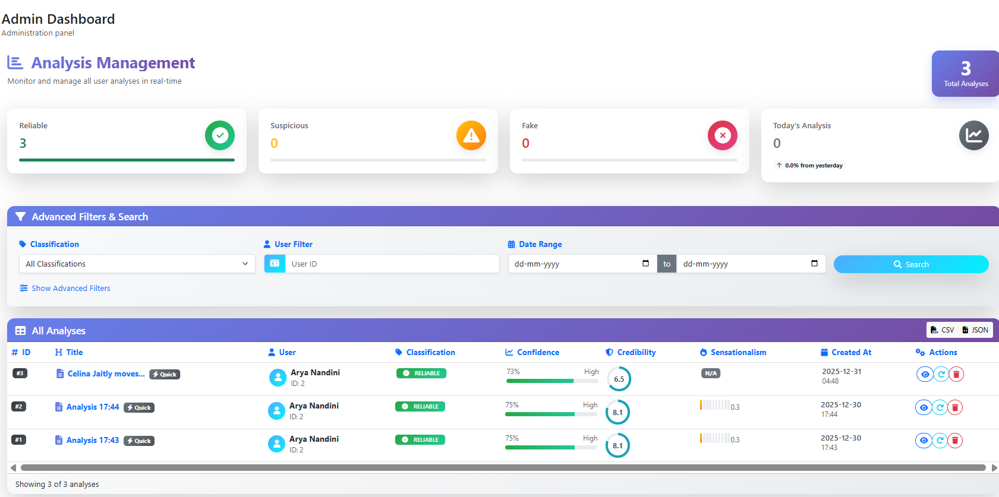 Admin Dashboard
Administration panel
Analysis Management
Monitor and manage all user analyses in real-time
3
Total Analyses
Reliable
3
Suspicious
0
Fake
0
Today's Analysis
0
0.0% from yesterday
Advanced Filters & Search
Classification
All Classifications
User Filter
User ID
Date Range
dd-mm-yyyy to dd-mm-yyyy
Search
Show Advanced Filters
All Analyses CSV JSON
# ID Title User Classification Confidence Credibility Sensationalism Created At Actions
#3 Celina Jaitly moves... Quick Arya Nandini RELIABLE 73% High 6.5 N/A 2025-12-31
ID: 2 04:48
#2 Analysis 17:44 Quick Arya Nandini RELIABLE 75% High 8.1 0.3 2025-12-30
ID: 2 17:44
#1 Analysis 17:43 Quick Arya Nandini RELIABLE 75% High 8.1 0.3 2025-12-30
ID: 2 17:43
Showing 3 of 3 analyses